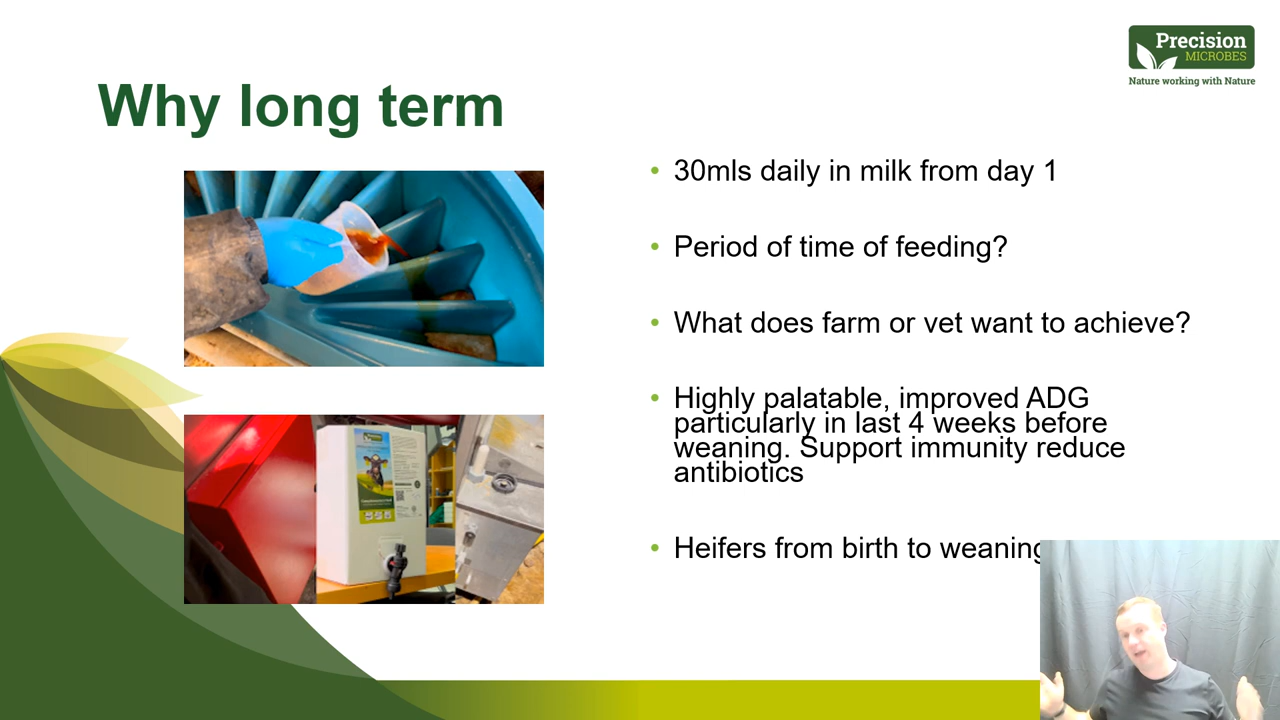 Precision
MICROBES
Nature working with Nature
Why long term
• 30mls daily in milk from day 1
• Period of time of feeding?
• What does farm or vet want to achieve?
• Highly palatable, improved ADG
particularly in last 4 weeks before
weaning. Support immunity reduce
antibiotics
• Heifers from birth to weaning